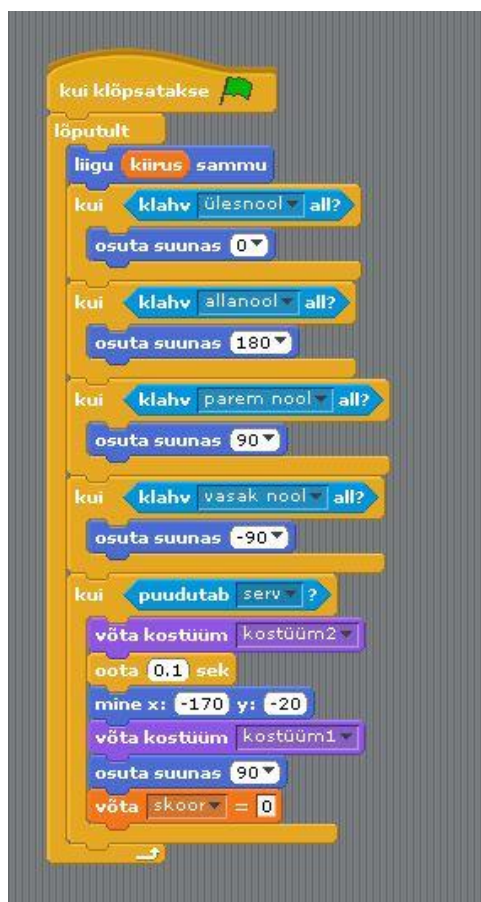 kui klõpsatakse
lõputult
liigu kiirus sammu
kui klahv ülesnool all?
osuta suunas 0
kui klahv allanool all?
osuta suunas 180
kui klahv parem nool all?
osuta suunas 90
kui klahv vasak nool all?
osuta suunas -90
kui puudutab serv ?
võta kostüüm kostüüm2
oota 0.1 sek
mine x: -170 y: -20
võta kostüüm kostüüm1
osuta suunas 90
võta skoor = 0